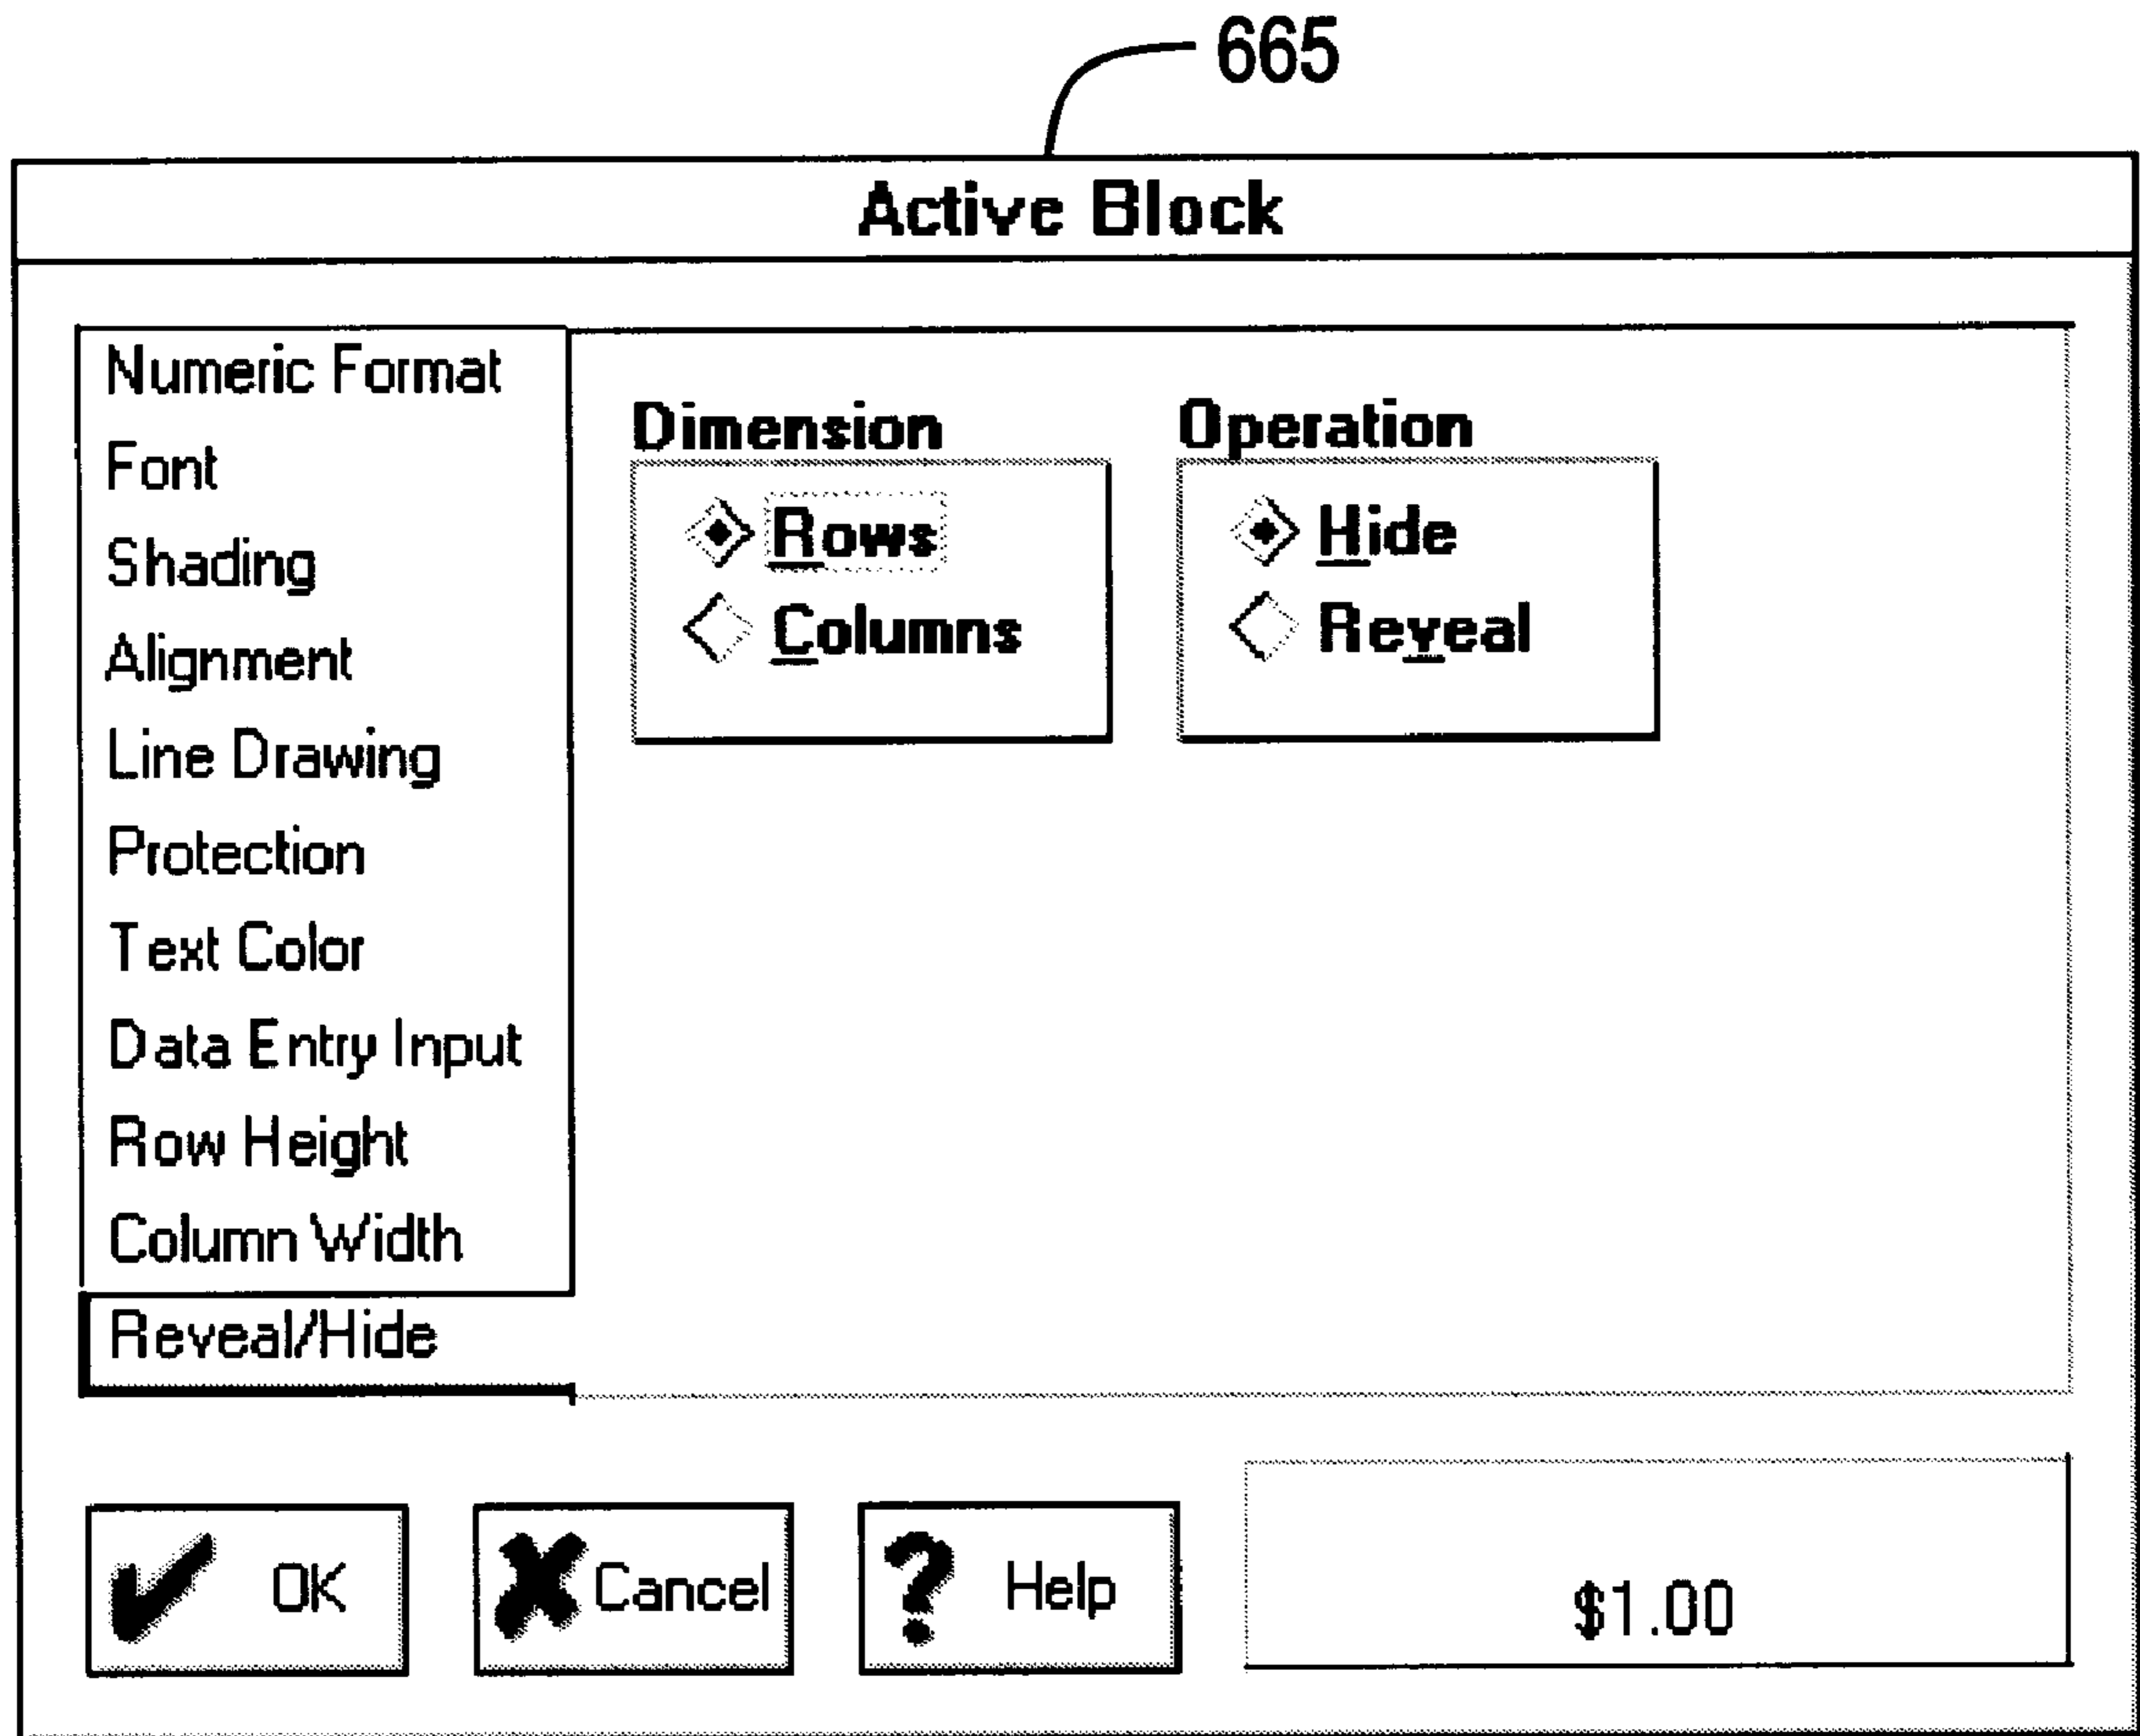 665
Active Block
Numeric Format
Font
Shading
Alignment
Line Drawing
Protection
Text Color
Data Entry Input
Row Height
Column Width
Reveal/Hide
Dimension
Rows
Columns
Operation
Hide
Reveal
OK
Cancel
? Help
$1.00